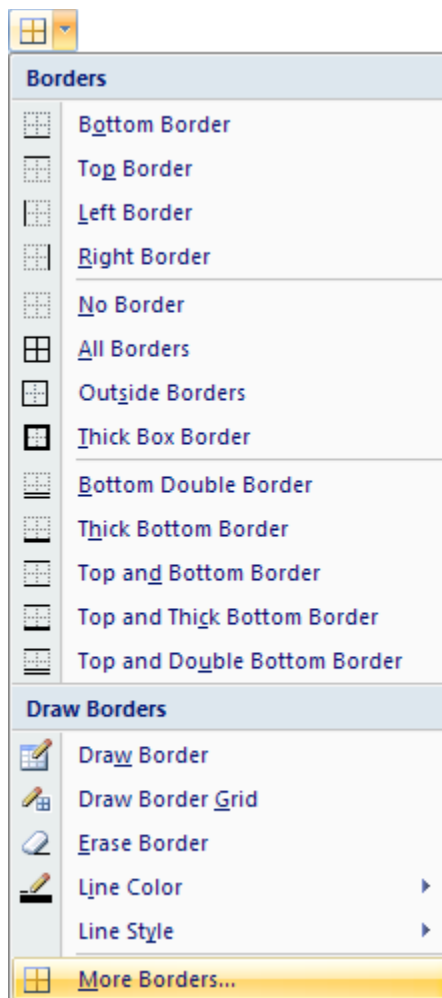 Borders
Bottom Border
Top Border
Left Border
Right Border
No Border
All Borders
Outside Borders
Thick Box Border
Bottom Double Border
Thick Bottom Border
Top and Bottom Border
Top and Thick Bottom Border
Top and Double Bottom Border
Draw Borders
Draw Border
Draw Border Grid
Erase Border
Line Color
Line Style
More Borders...